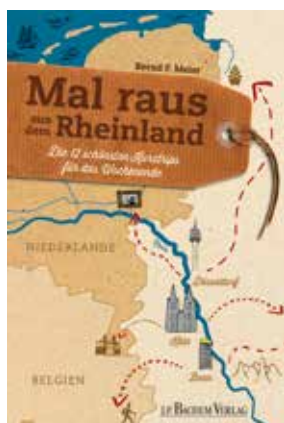 Bernd F. Meier
Mal raus
aus
dem Rheinland
Die 12 schönsten Kurztrips
für das Wochenende
NIEDERLANDE
Düsseldorf
Köln
Bonn
BELGIEN
J.P. BACHEM VERLAG